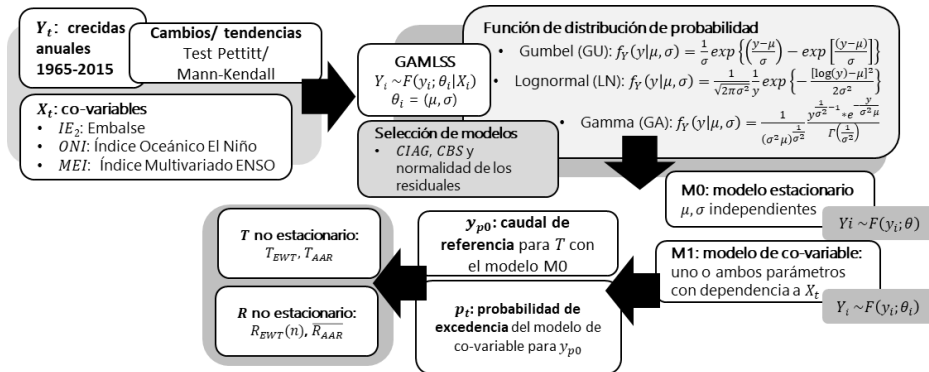 Y_t: crecidas
anuales
1965-2015
Cambios/ tendencias
Test Pettitt/
Mann-Kendall
X_t: co-variables
• IE_2: Embalse
• ONI: Índice Oceánico El Niño
• MEI: Índice Multivariado ENSO
GAMLSS
Y_i ~F(y_i; θ_i|X_i)
θ_i = (μ, σ)
Selección de modelos
• CIAG, CBS y
normalidad de los
residuales
Función de distribución de probabilidad
• Gumbel (GU): f_Y(y|μ, σ) = 1/σ exp{((y−μ)/σ) − exp[(y−μ)/σ]}
• Lognormal (LN): f_Y(y|μ, σ) = 1/√(2πσ²) 1/y exp{−[log(y)−μ]²/(2σ²)}
• Gamma (GA): f_Y(y|μ, σ) = 1/(σ²μ)^(1/σ²) y^(1/σ² −1) * e^(−y/(σ²μ))/Γ(1/σ²)
M0: modelo estacionario
μ, σ independientes
Yi ~F(y_i; θ)
M1: modelo de co-variable:
uno o ambos parámetros
con dependencia a X_t
Y_i ~F(y_i; θ_i)
y_p0: caudal de
referencia para T con
el modelo M0
p_t: probabilidad de
excedencia del modelo de
co-variable para y_p0
T no estacionario:
T_EWT, T_AAR
R no estacionario:
R_EWT(n), R̅_AAR